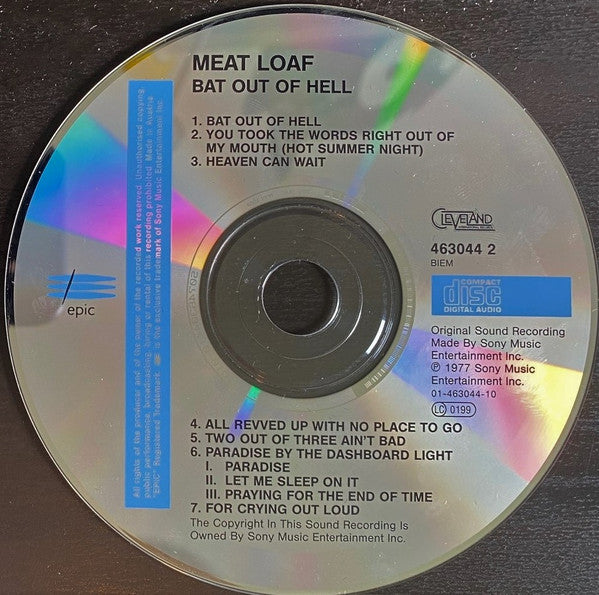 MEAT LOAF
BAT OUT OF HELL
1. BAT OUT OF HELL
2. YOU TOOK THE WORDS RIGHT OUT OF
MY MOUTH (HOT SUMMER NIGHT)
3. HEAVEN CAN WAIT
All rights of the producer and of the owner of the recorded work reserved. Unauthorised copying,
public performance, broadcasting, hiring or rental of this recording prohibited. Made in Austria
"EPIC" Registered Trademark. is the exclusive trademark of Sony Music Entertainment Inc.
epic
CLEVELAND
463044 2
BIEM
COMPACT
disc
DIGITAL AUDIO
Original Sound Recording
Made By Sony Music
Entertainment Inc.
℗ 1977 Sony Music
Entertainment Inc.
01-463044-10
LC 0199
4. ALL REVVED UP WITH NO PLACE TO GO
5. TWO OUT OF THREE AIN'T BAD
6. PARADISE BY THE DASHBOARD LIGHT
I. PARADISE
II. LET ME SLEEP ON IT
III. PRAYING FOR THE END OF TIME
7. FOR CRYING OUT LOUD
The Copyright In This Sound Recording Is
Owned By Sony Music Entertainment Inc.